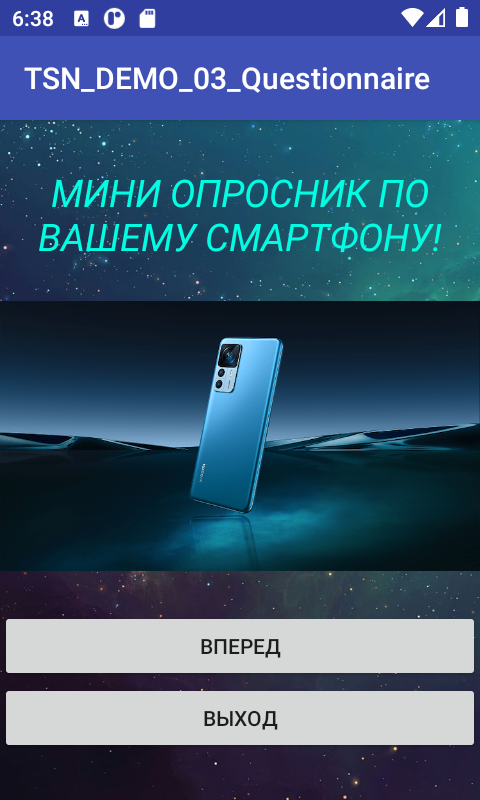 6:38
TSN_DEMO_03_Questionnaire
МИНИ ОПРОСНИК ПО
ВАШЕМУ СМАРТФОНУ!
ВПЕРЕД
ВЫХОД